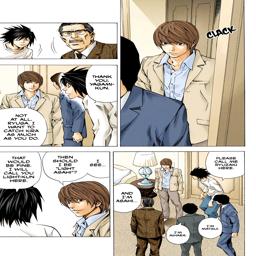 CLACK
THANK
YOU,
YAGAMI-
KUN.
NOT
AT ALL,
RYUGA. I
WANT TO
CATCH KIRA
AS MUCH
AS YOU DO.
PLEASE CALL
ME RYUZAKI
HERE.
I
SEE...
THEN
SHOULD
I BE
"LIGHT
ASAHI"?
THAT
WOULD
BE FINE.
I WILL
CALL YOU
LIGHT-KUN
HERE.
I'M
MATSUI.
I'M
AIHARA.
AND
I'M
ASAHI...